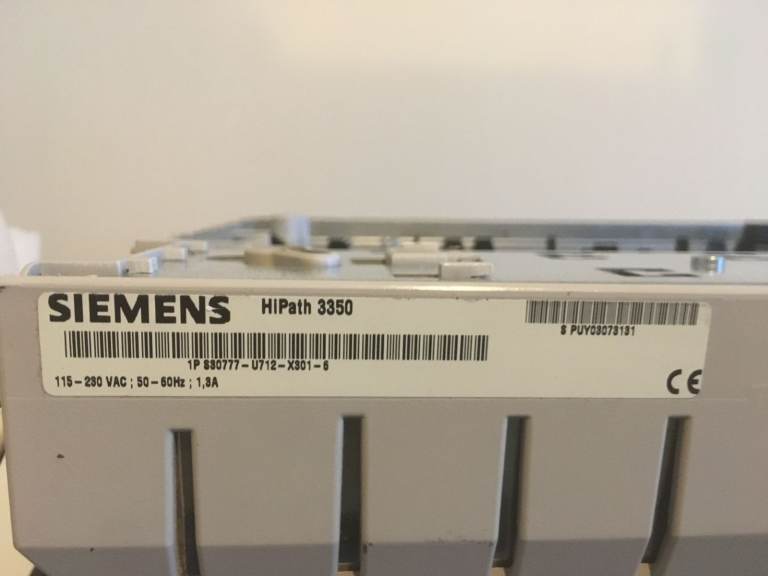 SIEMENS HiPath 3350
S PUY03073131
1P S30777-U712-X301-6
115-230 VAC ; 50-60Hz ; 1,3A
CE